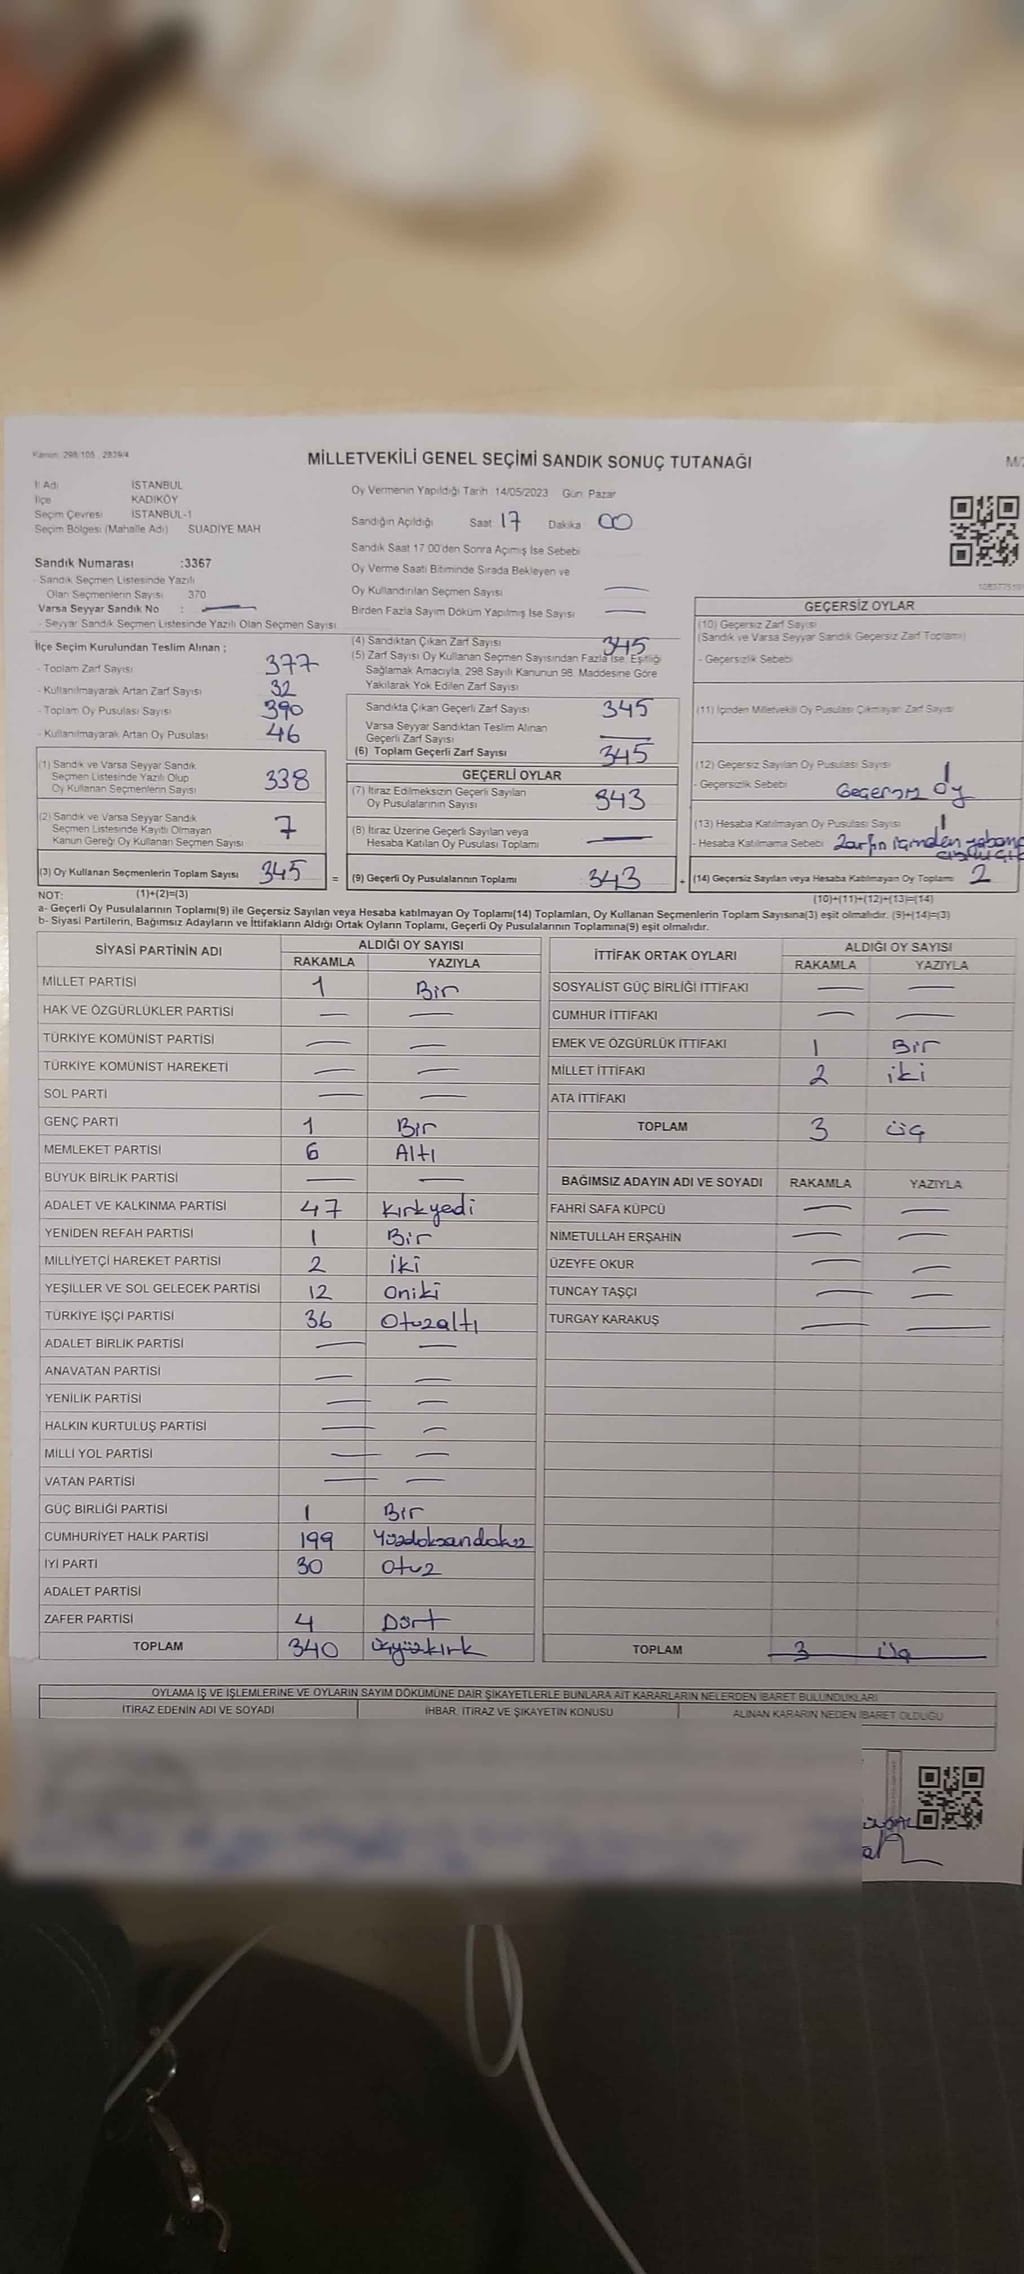 Kanun: 298/105, 2839/4
MİLLETVEKİLİ GENEL SEÇİMİ SANDIK SONUÇ TUTANAĞI
İl Adı İSTANBUL
İlçe KADIKÖY
Seçim Çevresi İSTANBUL-1
Seçim Bölgesi (Mahalle Adı) SUADİYE MAH
Sandık Numarası :3367
- Sandık Seçmen Listesinde Yazılı
Olan Seçmenlerin Sayısı 370
Varsa Seyyar Sandık No : —
- Seyyar Sandık Seçmen Listesinde Yazılı Olan Seçmen Sayısı
Oy Vermenin Yapıldığı Tarih :14/05/2023 Gün: Pazar
Sandığın Açıldığı Saat 17 Dakika 00
Sandık Saat 17.00'den Sonra Açımış İse Sebebi
Oy Verme Saati Bitiminde Sırada Bekleyen ve
Oy Kullandırılan Seçmen Sayısı —
Birden Fazla Sayım Döküm Yapılmış İse Sayısı —
İlçe Seçim Kurulundan Teslim Alınan ;
- Toplam Zarf Sayısı 377
- Kullanılmayarak Artan Zarf Sayısı 32
- Toplam Oy Pusulası Sayısı 390
- Kullanılmayarak Artan Oy Pusulası 46
(1) Sandık ve Varsa Seyyar Sandık
Seçmen Listesinde Yazılı Olup
Oy Kullanan Seçmenlerin Sayısı 338
(2) Sandık ve Varsa Seyyar Sandık
Seçmen Listesinde Kayıtlı Olmayan
Kanun Gereği Oy Kullanan Seçmen Sayısı 7
(3) Oy Kullanan Seçmenlerin Toplam Sayısı 345 =
(4) Sandıktan Çıkan Zarf Sayısı 345
(5) Zarf Sayısı Oy Kullanan Seçmen Sayısından Fazla İse, Eşitliği
Sağlamak Amacıyla, 298 Sayılı Kanunun 98. Maddesine Göre
Yakılarak Yok Edilen Zarf Sayısı
Sandıkta Çıkan Geçerli Zarf Sayısı 345
Varsa Seyyar Sandıktan Teslim Alınan
Geçerli Zarf Sayısı —
(6) Toplam Geçerli Zarf Sayısı 345
GEÇERLİ OYLAR
(7) İtiraz Edilmeksizin Geçerli Sayılan
Oy Pusulalarının Sayısı 343
(8) İtiraz Üzerine Geçerli Sayılan veya
Hesaba Katılan Oy Pusulası Toplamı —
(9) Geçerli Oy Pusulalarının Toplamı 343 +
GEÇERSİZ OYLAR
(10) Geçersiz Zarf Sayısı
(Sandık ve Varsa Seyyar Sandık Geçersiz Zarf Toplamı)
- Geçersizlik Sebebi
(11) İçinden Milletvekili Oy Pusulası Çıkmayan Zarf Sayısı
(12) Geçersiz Sayılan Oy Pusulası Sayısı 1
- Geçersizlik Sebebi Geçersiz oy
(13) Hesaba Katılmayan Oy Pusulası Sayısı 1
- Hesaba Katılmama Sebebi Zarfın içinden
(14) Geçersiz Sayılan veya Hesaba Katılmayan Oy Toplamı 2
NOT: (1)+(2)=(3) (10)+(11)+(12)+(13)=(14)
a- Geçerli Oy Pusulalarının Toplamı(9) ile Geçersiz Sayılan veya Hesaba katılmayan Oy Toplamı(14) Toplamları, Oy Kullanan Seçmenlerin Toplam Sayısına(3) eşit olmalıdır. (9)+(14)=(3)
b- Siyasi Partilerin, Bağımsız Adayların ve İttifakların Aldığı Ortak Oyların Toplamı, Geçerli Oy Pusulalarının Toplamına(9) eşit olmalıdır.
SİYASİ PARTİNİN ADI ALDIĞI OY SAYISI
RAKAMLA YAZIYLA
MİLLET PARTİSİ 1 Bir
HAK VE ÖZGÜRLÜKLER PARTİSİ — —
TÜRKİYE KOMÜNİST PARTİSİ — —
TÜRKİYE KOMÜNİST HAREKETİ — —
SOL PARTİ — —
GENÇ PARTİ 1 Bir
MEMLEKET PARTİSİ 6 Altı
BÜYÜK BİRLİK PARTİSİ — —
ADALET VE KALKINMA PARTİSİ 47 kırkyedi
YENİDEN REFAH PARTİSİ 1 Bir
MİLLİYETÇİ HAREKET PARTİSİ 2 iki
YEŞİLLER VE SOL GELECEK PARTİSİ 12 oniki
TÜRKİYE İŞÇİ PARTİSİ 36 otuzaltı
ADALET BİRLİK PARTİSİ — —
ANAVATAN PARTİSİ — —
YENİLİK PARTİSİ — —
HALKIN KURTULUŞ PARTİSİ — —
MİLLİ YOL PARTİSİ — —
VATAN PARTİSİ — —
GÜÇ BİRLİĞİ PARTİSİ 1 Bir
CUMHURİYET HALK PARTİSİ 199 Yüzdoksandokuz
İYİ PARTİ 30 otuz
ADALET PARTİSİ
ZAFER PARTİSİ 4 Dört
TOPLAM 340 üçyüzkırk
İTTİFAK ORTAK OYLARI ALDIĞI OY SAYISI
RAKAMLA YAZIYLA
SOSYALİST GÜÇ BİRLİĞİ İTTİFAKI — —
CUMHUR İTTİFAKI — —
EMEK VE ÖZGÜRLÜK İTTİFAKI 1 Bir
MİLLET İTTİFAKI 2 iki
ATA İTTİFAKI
TOPLAM 3 üç
BAĞIMSIZ ADAYIN ADI VE SOYADI RAKAMLA YAZIYLA
FAHRİ SAFA KÜPCÜ — —
NİMETULLAH ERŞAHİN — —
ÜZEYFE OKUR — —
TUNCAY TAŞÇI — —
TURGAY KARAKUŞ — —
TOPLAM 3 üç
OYLAMA İŞ VE İŞLEMLERİNE VE OYLARIN SAYIM DÖKÜMÜNE DAİR ŞİKAYETLERLE BUNLARA AİT KARARLARIN NELERDEN İBARET BULUNDUKLARI
İTİRAZ EDENİN ADI VE SOYADI İHBAR, İTİRAZ VE ŞİKAYETİN KONUSU ALINAN KARARIN NEDEN İBARET OLDUĞU